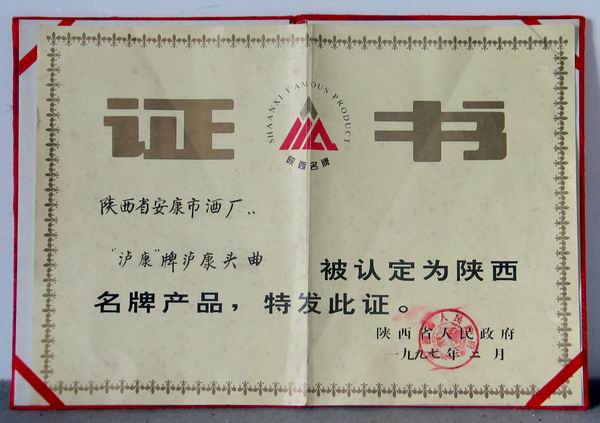 证书
SHAANXI FAMOUS PRODUCT
陕西名牌
陕西省安康市酒厂:
"泸康"牌泸康头曲
被认定为陕西
名牌产品，特发此证。
陕西省人民政府
一九九七年二月